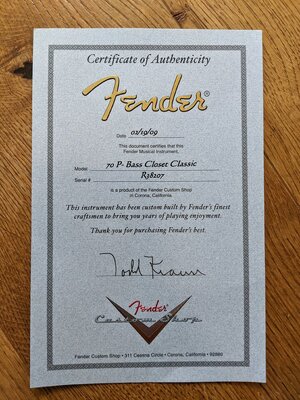 Certificate of Authenticity
Fender®
Date 02/19/09
This document certifies that this
Fender Musical Instrument,
Model: 70 P- Bass Closet Classic
Serial # R38207
is a product of the Fender Custom Shop
in Corona, California.
This instrument has been custom built by Fender's finest
craftsmen to bring you years of playing enjoyment.
Thank you for purchasing Fender's best.
Todd Krause
Fender
Custom Shop
Fender Custom Shop • 311 Cessna Circle • Corona, California • 92880